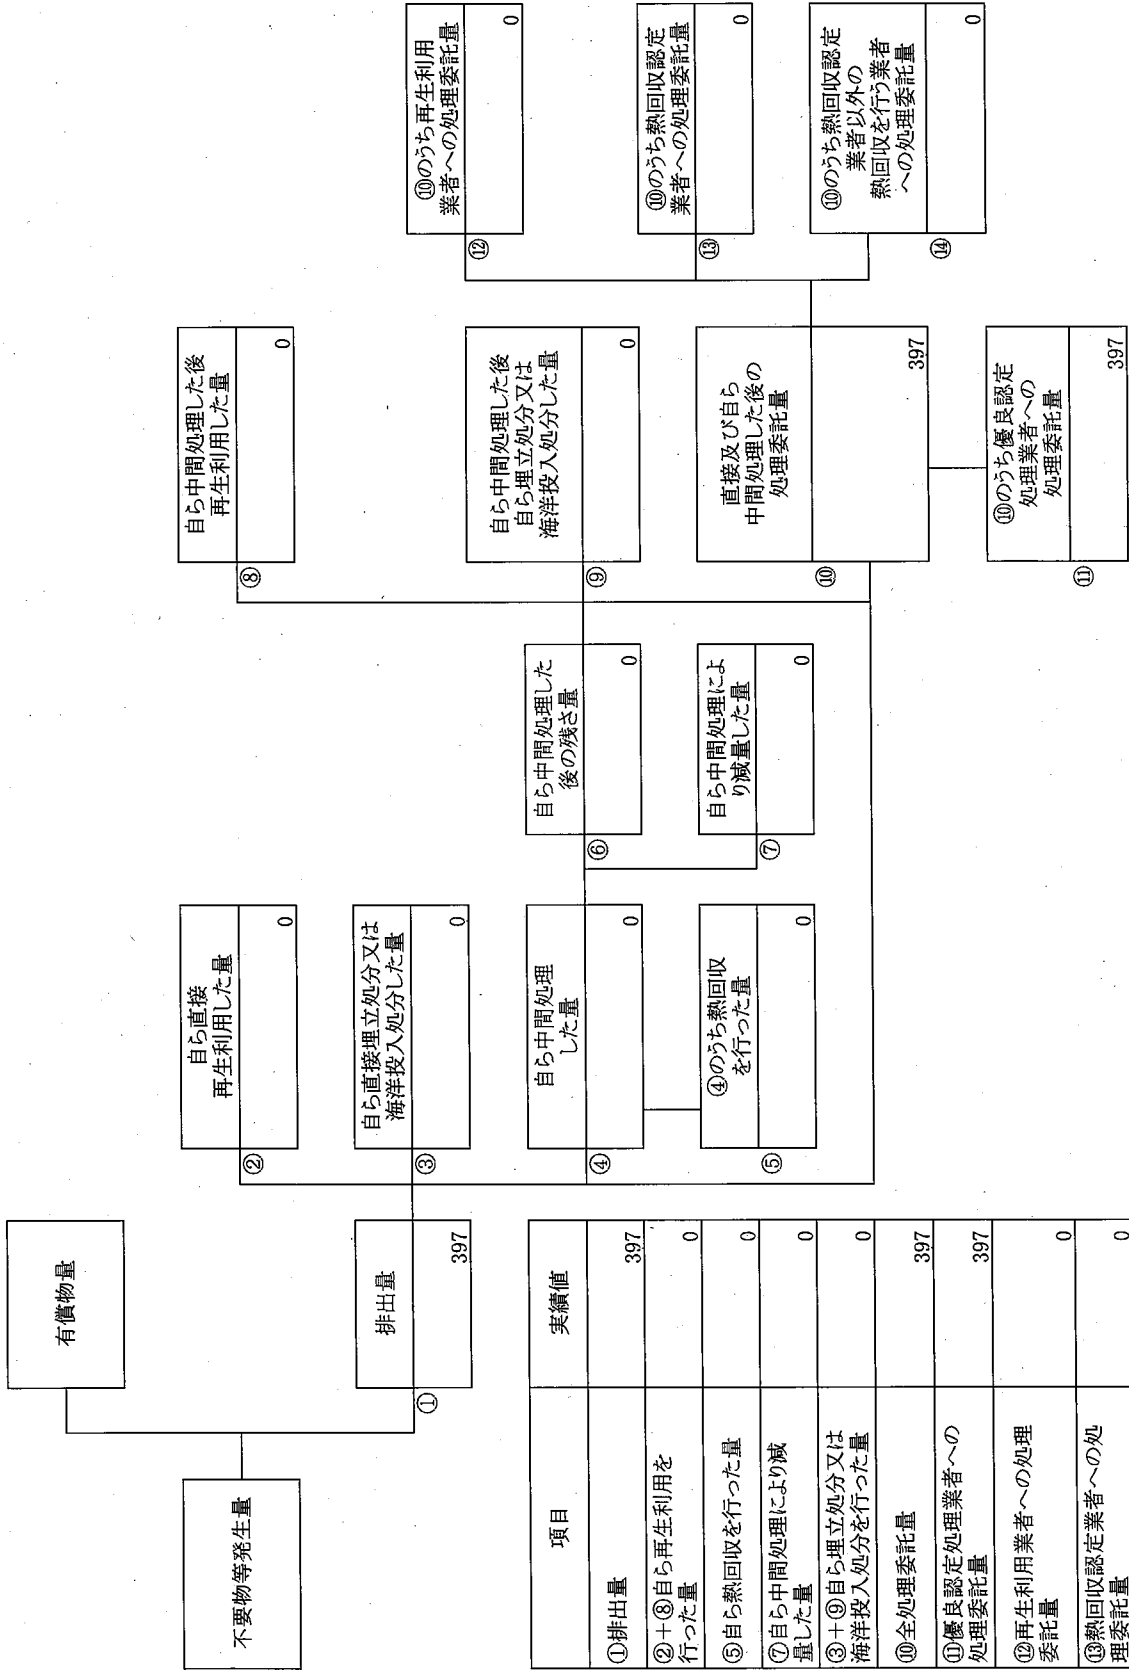 有償物量
不要物等発生量
排出量
①
397
自ら直接
再生利用した量
②
0
自ら直接埋立処分又は
海洋投入処分した量
③
0
自ら中間処理
した量
④
0
④のうち熱回収
を行った量
⑤
0
自ら中間処理した
後の残さ量
⑥
0
自ら中間処理によ
り減量した量
⑦
0
自ら中間処理した後
再生利用した量
⑧
0
自ら中間処理した後
自ら埋立処分又は
海洋投入処分した量
⑨
0
直接及び自ら
中間処理した後の
処理委託量
⑩
397
⑩のうち優良認定
処理業者への
処理委託量
⑪
397
⑩のうち再生利用
業者への処理委託量
⑫
0
⑩のうち熱回収認定
業者への処理委託量
⑬
0
⑩のうち熱回収認定
業者以外の
熱回収を行う業者
への処理委託量
⑭
0
項目 実績値
①排出量 397
②+⑧自ら再生利用を
行った量 0
⑤自ら熱回収を行った量 0
⑦自ら中間処理により減
量した量 0
③+⑨自ら埋立処分又は
海洋投入処分を行った量 0
⑩全処理委託量 397
⑪優良認定処理業者への
処理委託量 397
⑫再生利用業者への処理
委託量 0
⑬熱回収認定業者への処
理委託量 0